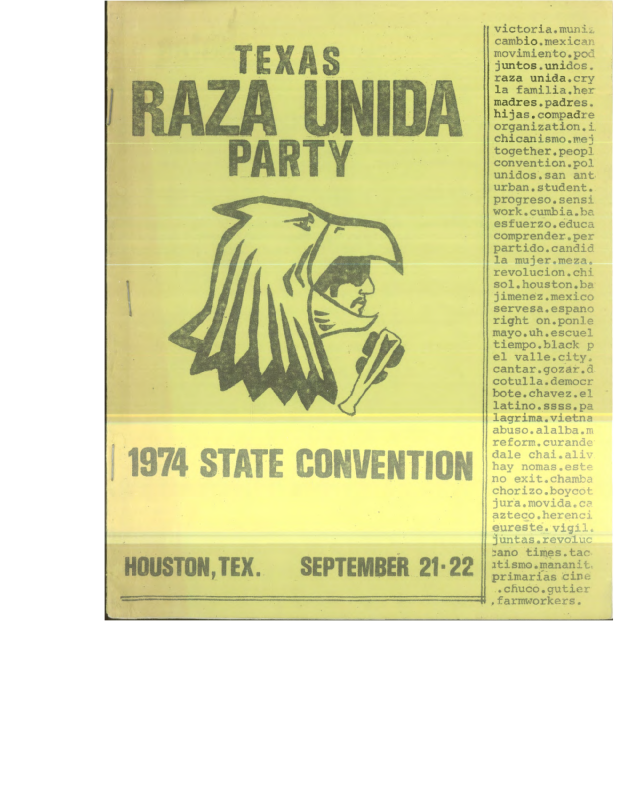 TEXAS
RAZA UNIDA
PARTY
1974 STATE CONVENTION
HOUSTON, TEX. SEPTEMBER 21·22
victoria.muniz
cambio.mexican
movimiento.pod
juntos.unidos.
raza unida.cry
la familia.her
madres.padres.
hijas.compadre
organization.i
chicanismo.mej
together.peopl
convention.pol
unidos.san ant
urban.student.
progreso.sensi
work.cumbia.ba
esfuerzo.educa
comprender.per
partido.candid
la mujer.meza.
revolucion.chi
sol.houston.ba
jimenez.mexico
servesa.espano
right on.ponle
mayo.uh.escuel
tiempo.black p
el valle.city.
cantar.gozar.d
cotulla.democr
bote.chavez.el
latino.ssss.pa
lagrima.vietna
abuso.alalba.m
reform.curande
dale chai.aliv
hay nomas.este
no exit.chamba
chorizo.boycot
jura.movida.ca
azteco.herenci
eureste. vigil.
juntas.revoluc
cano times.tac
atismo.mananit.
primarias cine
.chuco.gutier
.farmworkers.